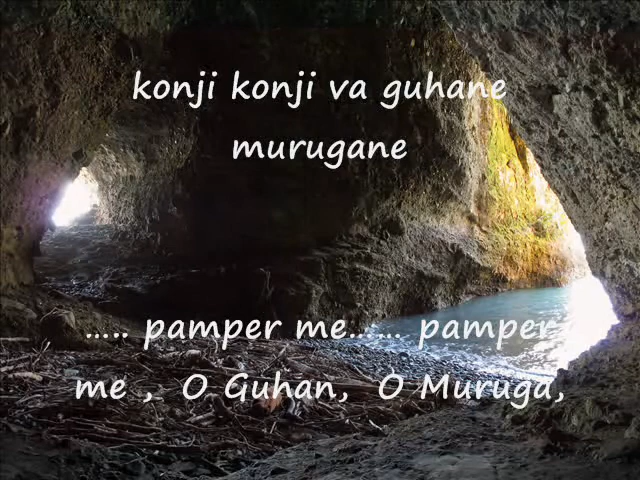 konji konji va guhane
murugane
..... pamper me...... pamper
me , O Guhan, O Muruga,